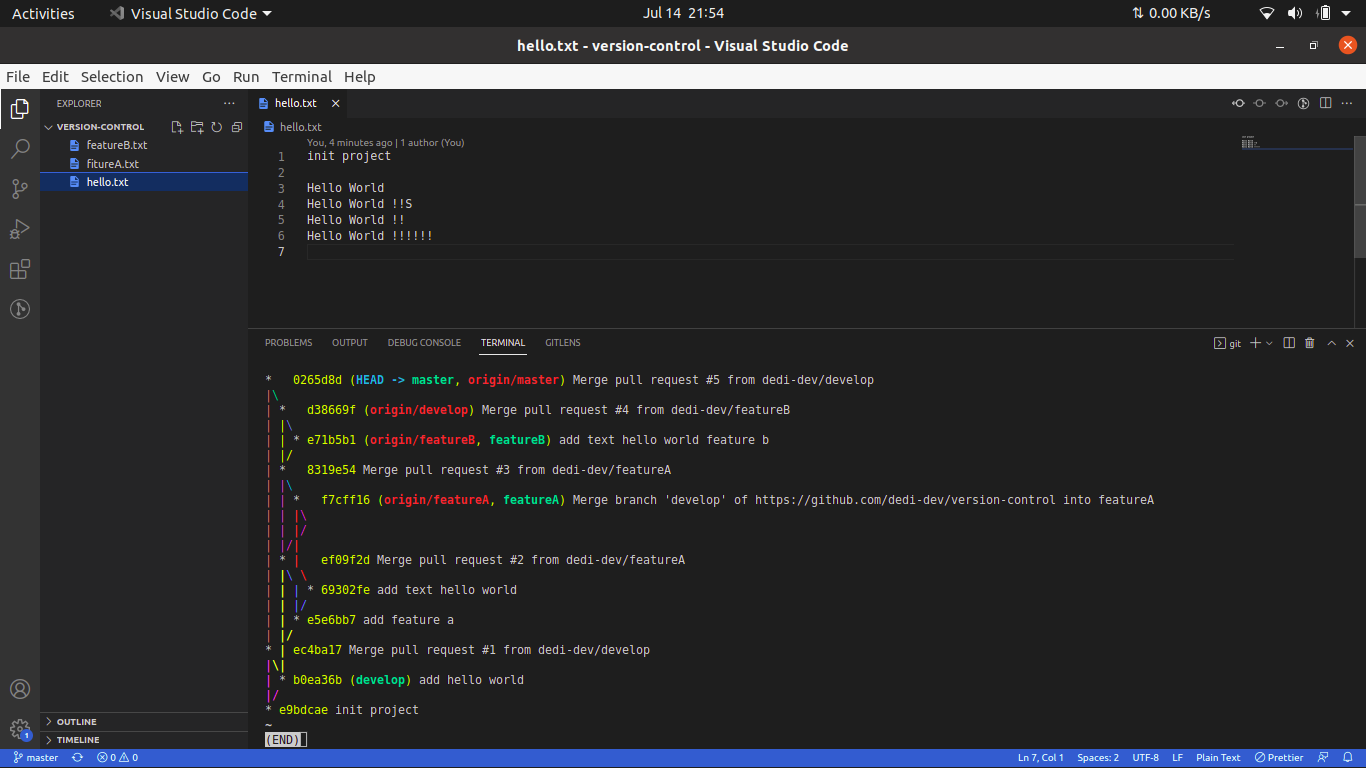 Activities Visual Studio Code Jul 14 21:54 0.00 KB/s
hello.txt - version-control - Visual Studio Code
File Edit Selection View Go Run Terminal Help
EXPLORER
VERSION-CONTROL
featureB.txt
fitureA.txt
hello.txt
OUTLINE
TIMELINE
1
hello.txt
hello.txt
You, 4 minutes ago | 1 author (You)
1 init project
2
3 Hello World
4 Hello World !!S
5 Hello World !!
6 Hello World !!!!!!
7
PROBLEMS OUTPUT DEBUG CONSOLE TERMINAL GITLENS git
*   0265d8d (HEAD -> master, origin/master) Merge pull request #5 from dedi-dev/develop
|\
| *   d38669f (origin/develop) Merge pull request #4 from dedi-dev/featureB
| |\
| | * e71b5b1 (origin/featureB, featureB) add text hello world feature b
| |/
| *   8319e54 Merge pull request #3 from dedi-dev/featureA
| |\
| | *   f7cff16 (origin/featureA, featureA) Merge branch 'develop' of https://github.com/dedi-dev/version-control into featureA
| | |\
| | |/
| |/|
| * |   ef09f2d Merge pull request #2 from dedi-dev/featureA
| |\ \
| | | * 69302fe add text hello world
| | |/
| | * e5e6bb7 add feature a
| |/
* | ec4ba17 Merge pull request #1 from dedi-dev/develop
|\|
| * b0ea36b (develop) add hello world
|/
* e9bdcae init project
~
(END)
master 0 0 Ln 7, Col 1 Spaces: 2 UTF-8 LF Plain Text Prettier